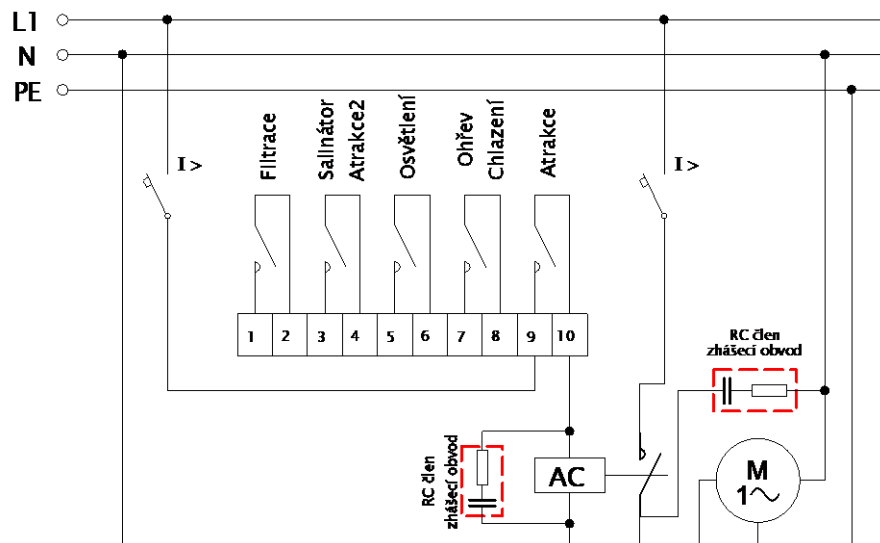 L1
N
PE
Filtrace
Salinátor
Atrakce2
Osvětlení
Ohřev
Chlazení
Atrakce
I >
I >
1 2 3 4 5 6 7 8 9 10
RC člen
zhášecí obvod
RC člen
zhášecí obvod
AC
M
1~